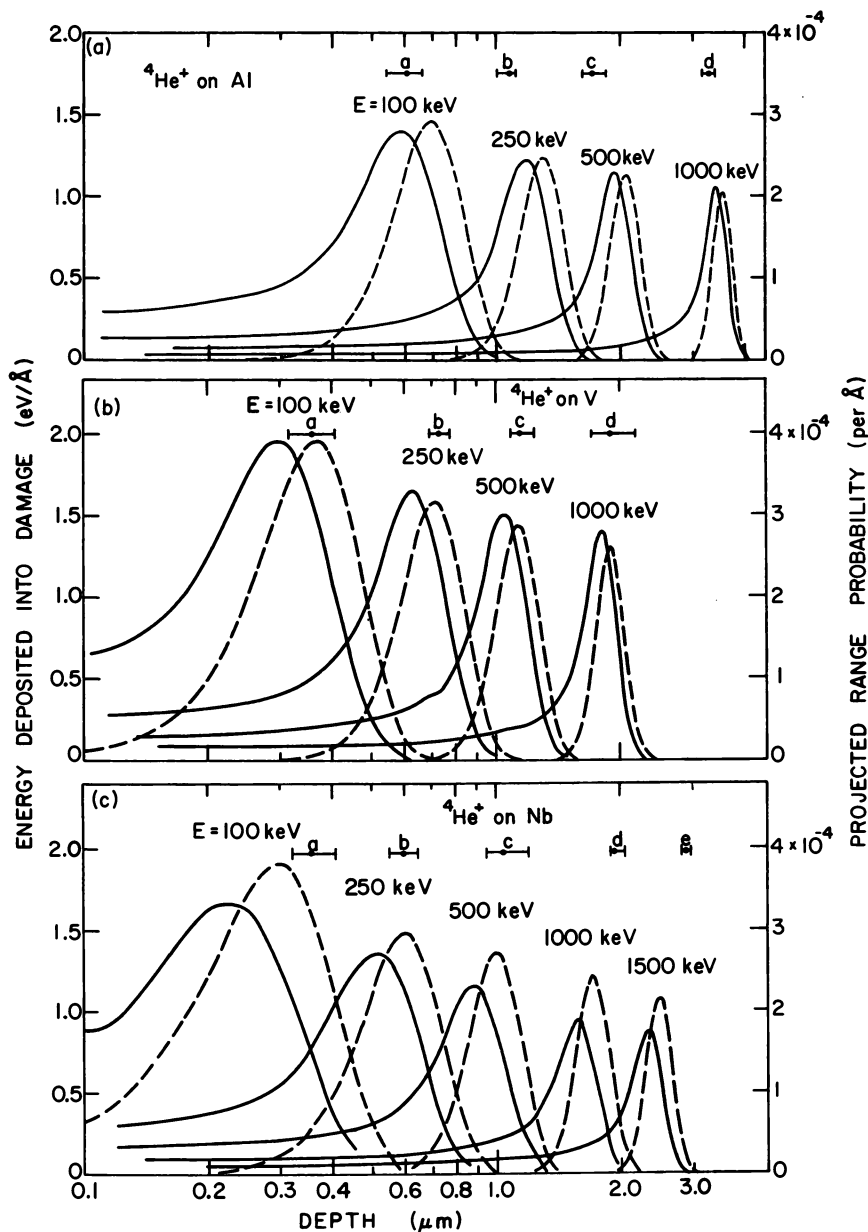 (a)
⁴He⁺ on Al
a b c d
E = 100 keV
250 keV
500 keV
1000 keV
2.0
1.5
1.0
0.5
0
4 × 10⁻⁴
3
2
1
0
(b)
⁴He⁺ on V
E = 100 keV
a b c d
250 keV
500 keV
1000 keV
2.0
1.5
1.0
0.5
0
4 × 10⁻⁴
3
2
1
0
(c)
⁴He⁺ on Nb
E = 100 keV
a b c d e
250 keV
500 keV
1000 keV
1500 keV
2.0
1.5
1.0
0.5
0
4 × 10⁻⁴
3
2
1
0
0.1 0.2 0.3 0.4 0.6 0.8 1.0 2.0 3.0
DEPTH (μm)
ENERGY DEPOSITED INTO DAMAGE (eV/Å)
PROJECTED RANGE PROBABILITY (per Å)